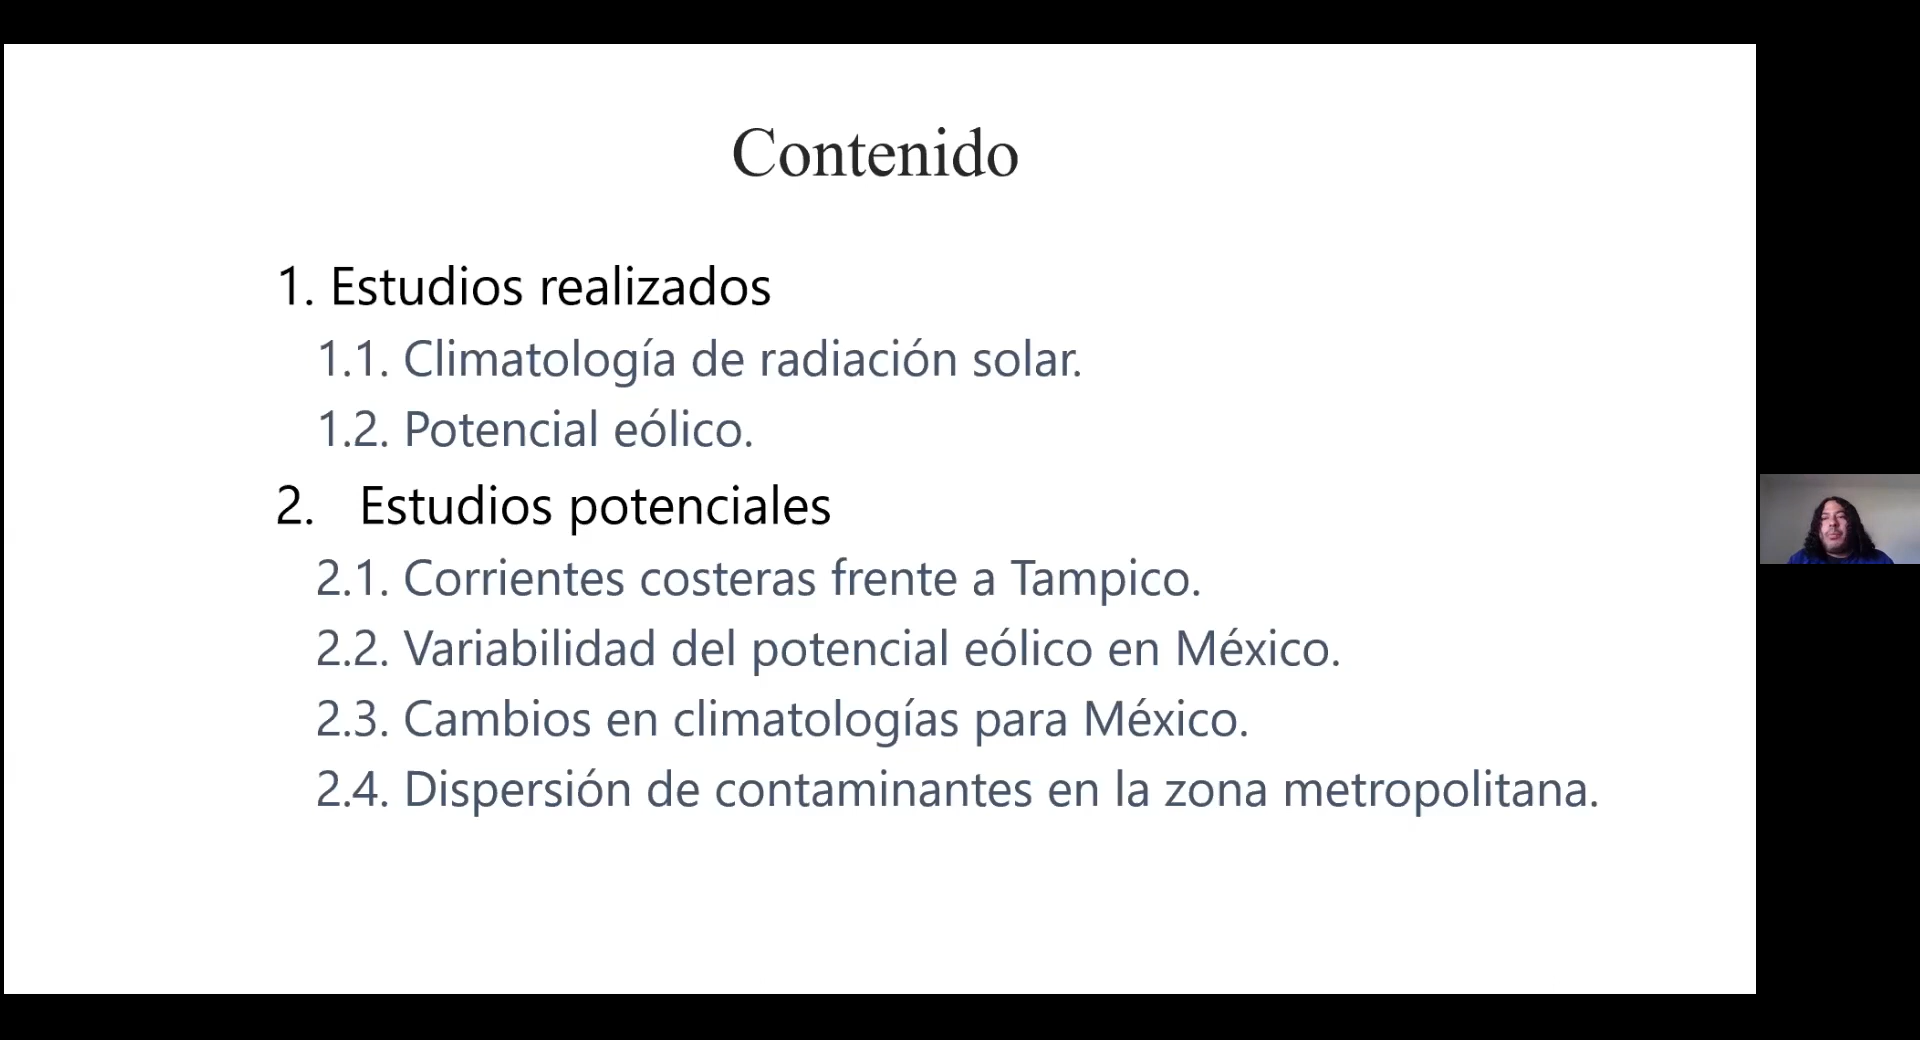 Contenido
1. Estudios realizados
1.1. Climatología de radiación solar.
1.2. Potencial eólico.
2. Estudios potenciales
2.1. Corrientes costeras frente a Tampico.
2.2. Variabilidad del potencial eólico en México.
2.3. Cambios en climatologías para México.
2.4. Dispersión de contaminantes en la zona metropolitana.